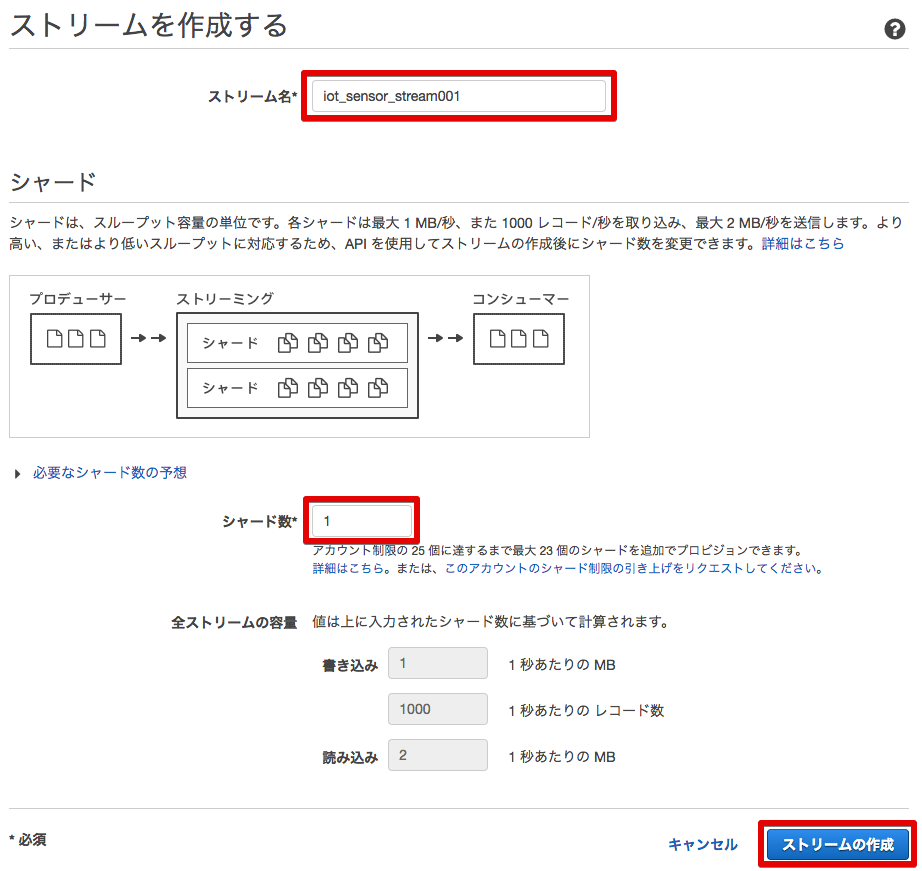 ストリームを作成する
ストリーム名* iot_sensor_stream001
シャード
シャードは、スループット容量の単位です。各シャードは最大 1 MB/秒、また 1000 レコード/秒を取り込み、最大 2 MB/秒を送信します。より
高い、またはより低いスループットに対応するため、API を使用してストリームの作成後にシャード数を変更できます。詳細はこちら
プロデューサー ストリーミング コンシューマー
シャード
シャード
必要なシャード数の予想
シャード数* 1
アカウント制限の 25 個に達するまで最大 23 個のシャードを追加でプロビジョンできます。
詳細はこちら。または、このアカウントのシャード制限の引き上げをリクエストしてください。
全ストリームの容量 値は上に入力されたシャード数に基づいて計算されます。
書き込み 1 1 秒あたりの MB
1000 1 秒あたりの レコード数
読み込み 2 1 秒あたりの MB
* 必須
キャンセル ストリームの作成